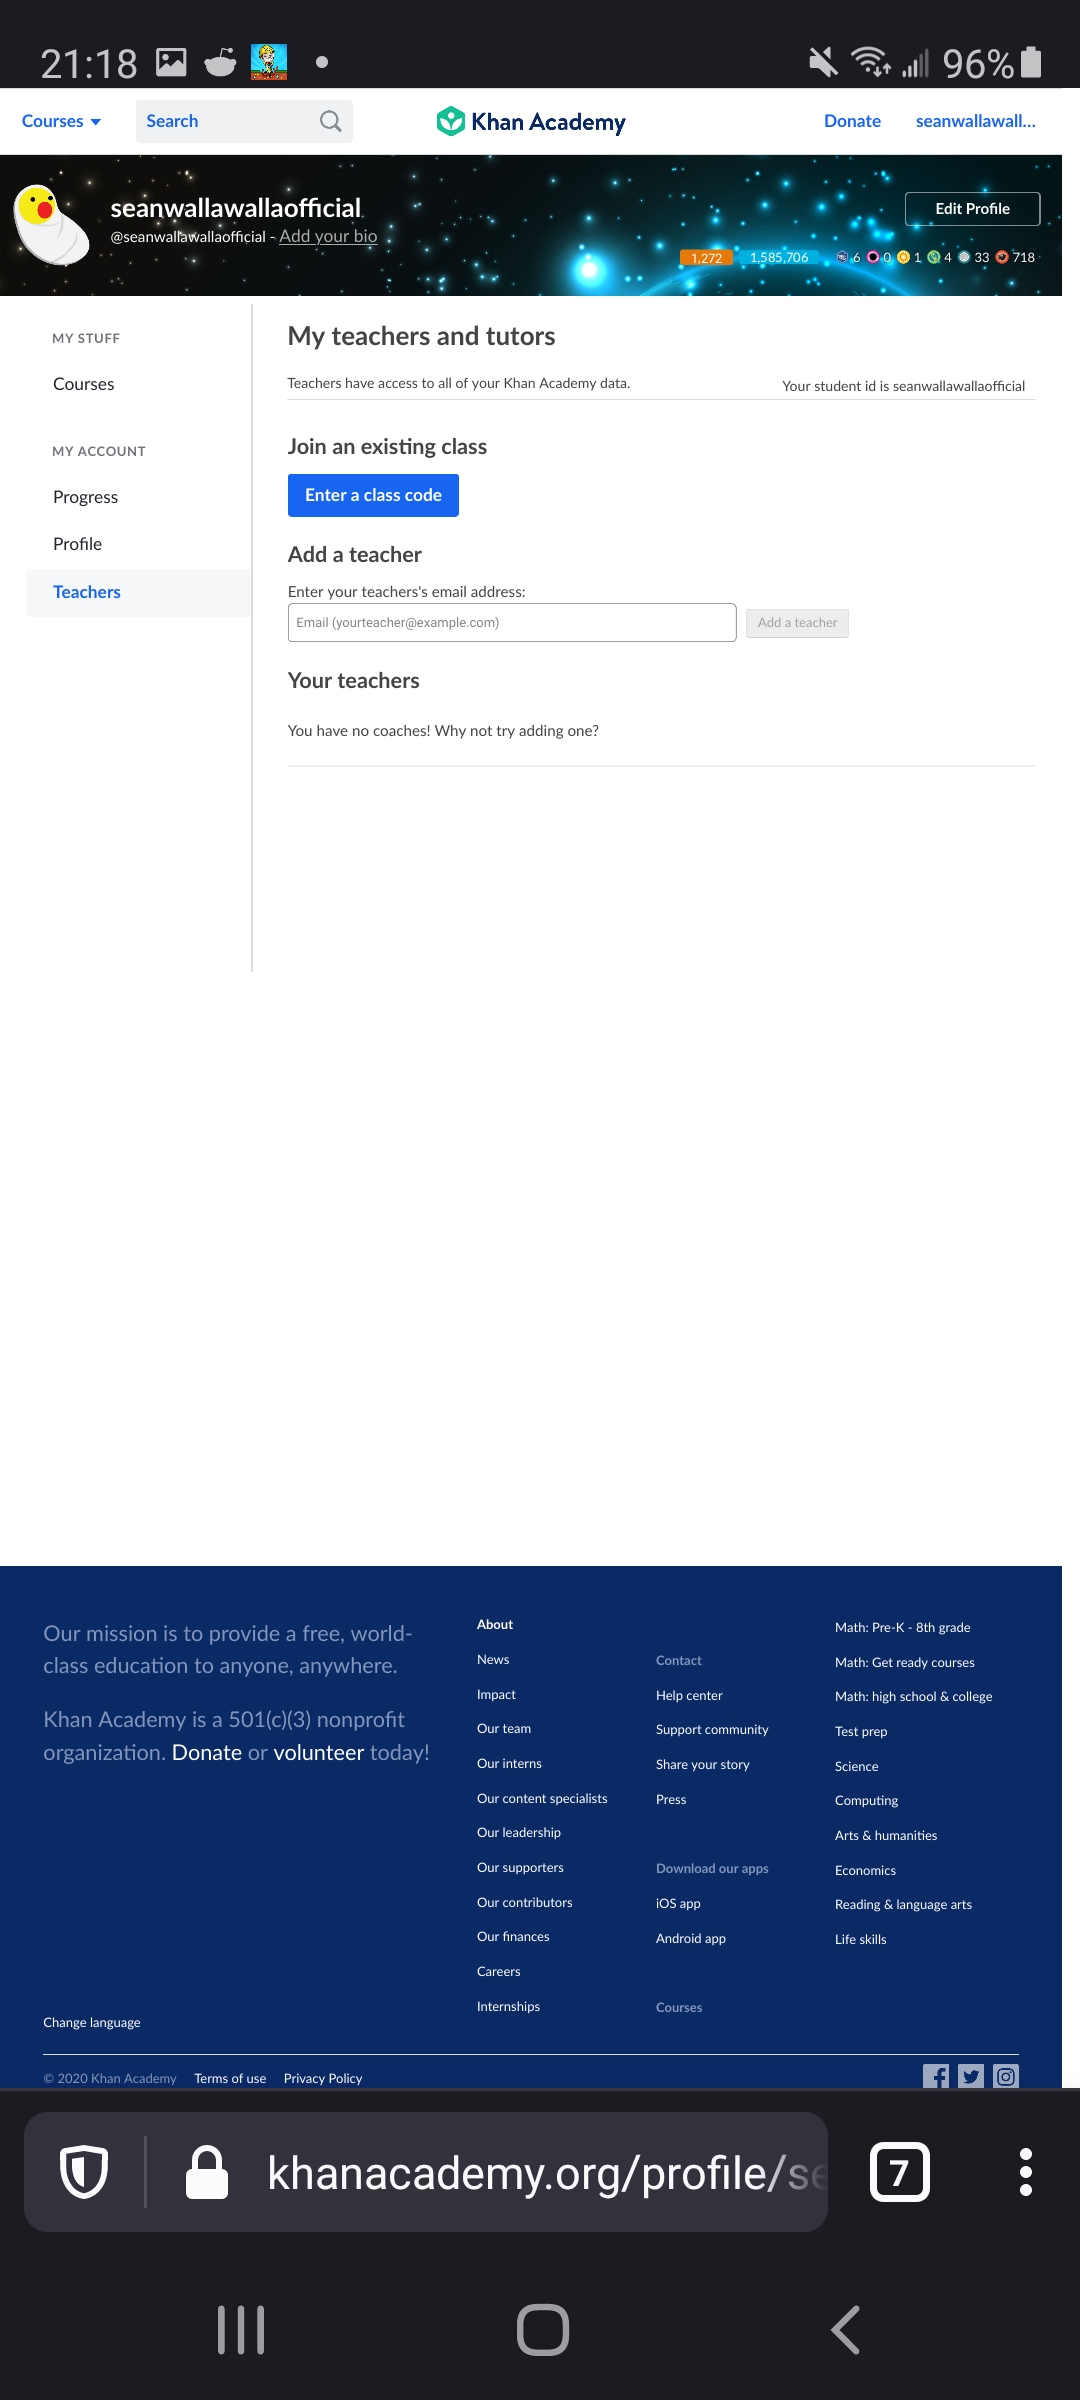 21:18
96%
Courses
Search
Khan Academy
Donate
seanwallawall...
seanwallawallaofficial
@seanwallawallaofficial - Add your bio
Edit Profile
1,272 1,585,706 6 0 1 4 33 718
MY STUFF
Courses
MY ACCOUNT
Progress
Profile
Teachers
My teachers and tutors
Teachers have access to all of your Khan Academy data.
Your student id is seanwallawallaofficial
Join an existing class
Enter a class code
Add a teacher
Enter your teachers's email address:
Email (yourteacher@example.com)
Add a teacher
Your teachers
You have no coaches! Why not try adding one?
Our mission is to provide a free, world-
class education to anyone, anywhere.
Khan Academy is a 501(c)(3) nonprofit
organization. Donate or volunteer today!
About
News
Impact
Our team
Our interns
Our content specialists
Our leadership
Our supporters
Our contributors
Our finances
Careers
Internships
Contact
Help center
Support community
Share your story
Press
Download our apps
iOS app
Android app
Courses
Math: Pre-K - 8th grade
Math: Get ready courses
Math: high school & college
Test prep
Science
Computing
Arts & humanities
Economics
Reading & language arts
Life skills
Change language
© 2020 Khan Academy Terms of use Privacy Policy
khanacademy.org/profile/se
7